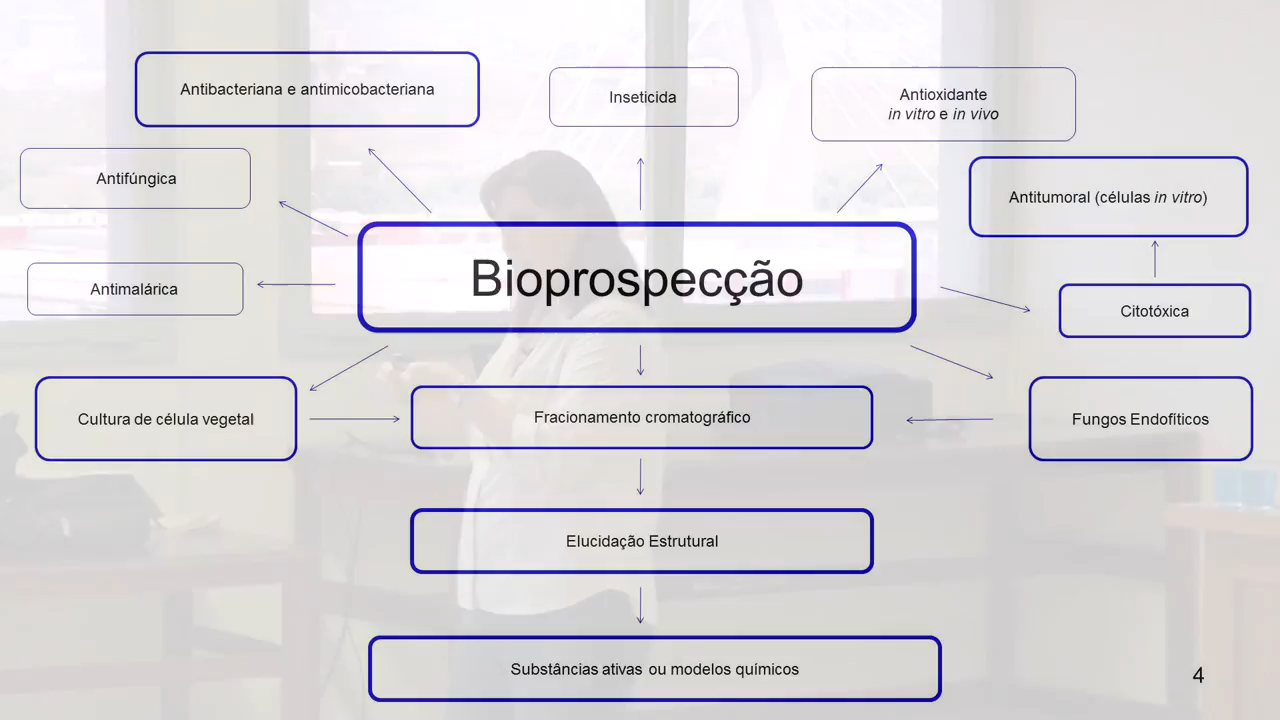 Antibacteriana e antimicobacteriana
Inseticida
Antioxidante
in vitro e in vivo
Antifúngica
Antitumoral (células in vitro)
Bioprospecção
Antimalárica
Citotóxica
Cultura de célula vegetal
Fracionamento cromatográfico
Fungos Endofíticos
Elucidação Estrutural
Substâncias ativas ou modelos químicos
4